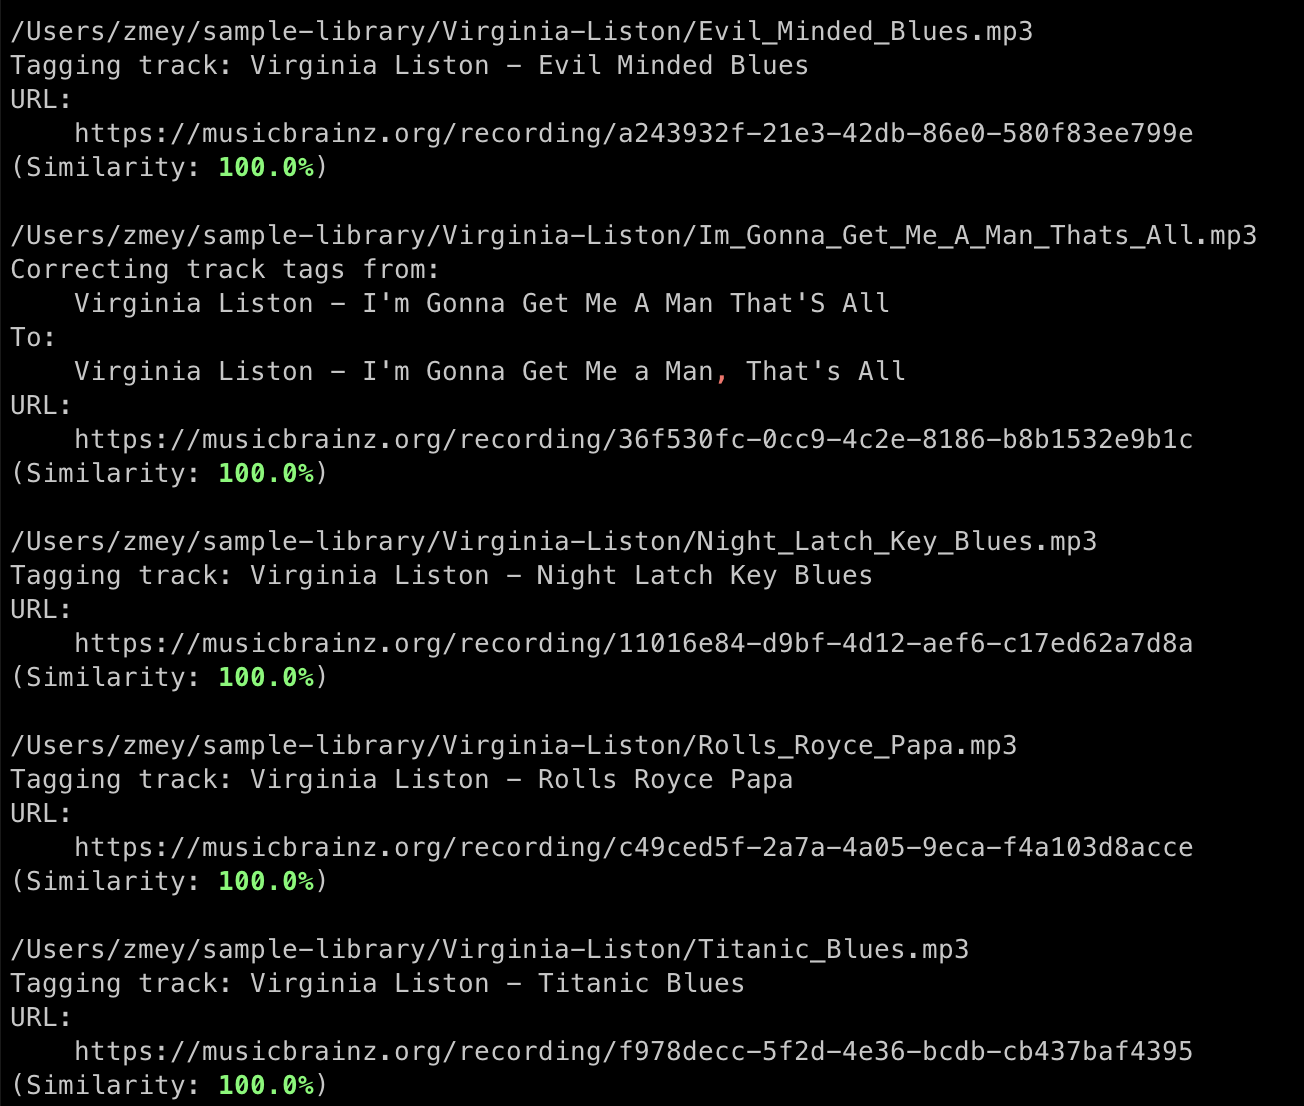 /Users/zmey/sample-library/Virginia-Liston/Evil_Minded_Blues.mp3
Tagging track: Virginia Liston - Evil Minded Blues
URL:
    https://musicbrainz.org/recording/a243932f-21e3-42db-86e0-580f83ee799e
(Similarity: 100.0%)

/Users/zmey/sample-library/Virginia-Liston/Im_Gonna_Get_Me_A_Man_Thats_All.mp3
Correcting track tags from:
    Virginia Liston - I'm Gonna Get Me A Man That'S All
To:
    Virginia Liston - I'm Gonna Get Me a Man, That's All
URL:
    https://musicbrainz.org/recording/36f530fc-0cc9-4c2e-8186-b8b1532e9b1c
(Similarity: 100.0%)

/Users/zmey/sample-library/Virginia-Liston/Night_Latch_Key_Blues.mp3
Tagging track: Virginia Liston - Night Latch Key Blues
URL:
    https://musicbrainz.org/recording/11016e84-d9bf-4d12-aef6-c17ed62a7d8a
(Similarity: 100.0%)

/Users/zmey/sample-library/Virginia-Liston/Rolls_Royce_Papa.mp3
Tagging track: Virginia Liston - Rolls Royce Papa
URL:
    https://musicbrainz.org/recording/c49ced5f-2a7a-4a05-9eca-f4a103d8acce
(Similarity: 100.0%)

/Users/zmey/sample-library/Virginia-Liston/Titanic_Blues.mp3
Tagging track: Virginia Liston - Titanic Blues
URL:
    https://musicbrainz.org/recording/f978decc-5f2d-4e36-bcdb-cb437baf4395
(Similarity: 100.0%)